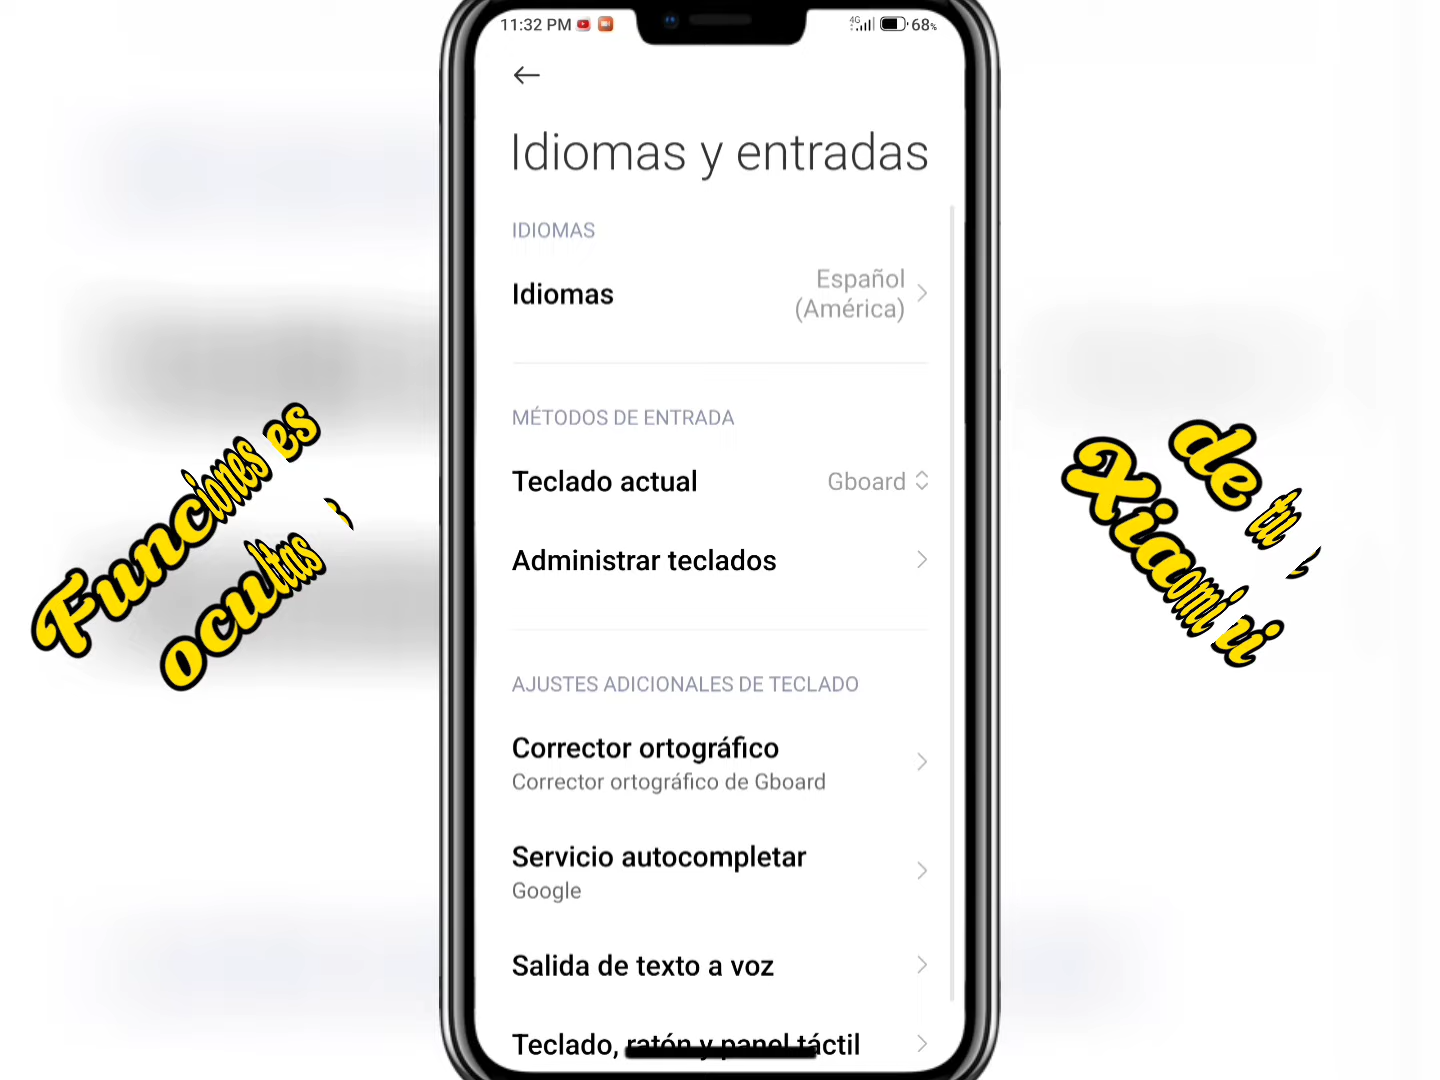 11:32 PM
4G
68%
Idiomas y entradas
IDIOMAS
Idiomas
Español
(América)
MÉTODOS DE ENTRADA
Teclado actual
Gboard
Administrar teclados
AJUSTES ADICIONALES DE TECLADO
Corrector ortográfico
Corrector ortográfico de Gboard
Servicio autocompletar
Google
Salida de texto a voz
Teclado, ratón y panel táctil
Funciones
ocultas
de tu
Xiaomi